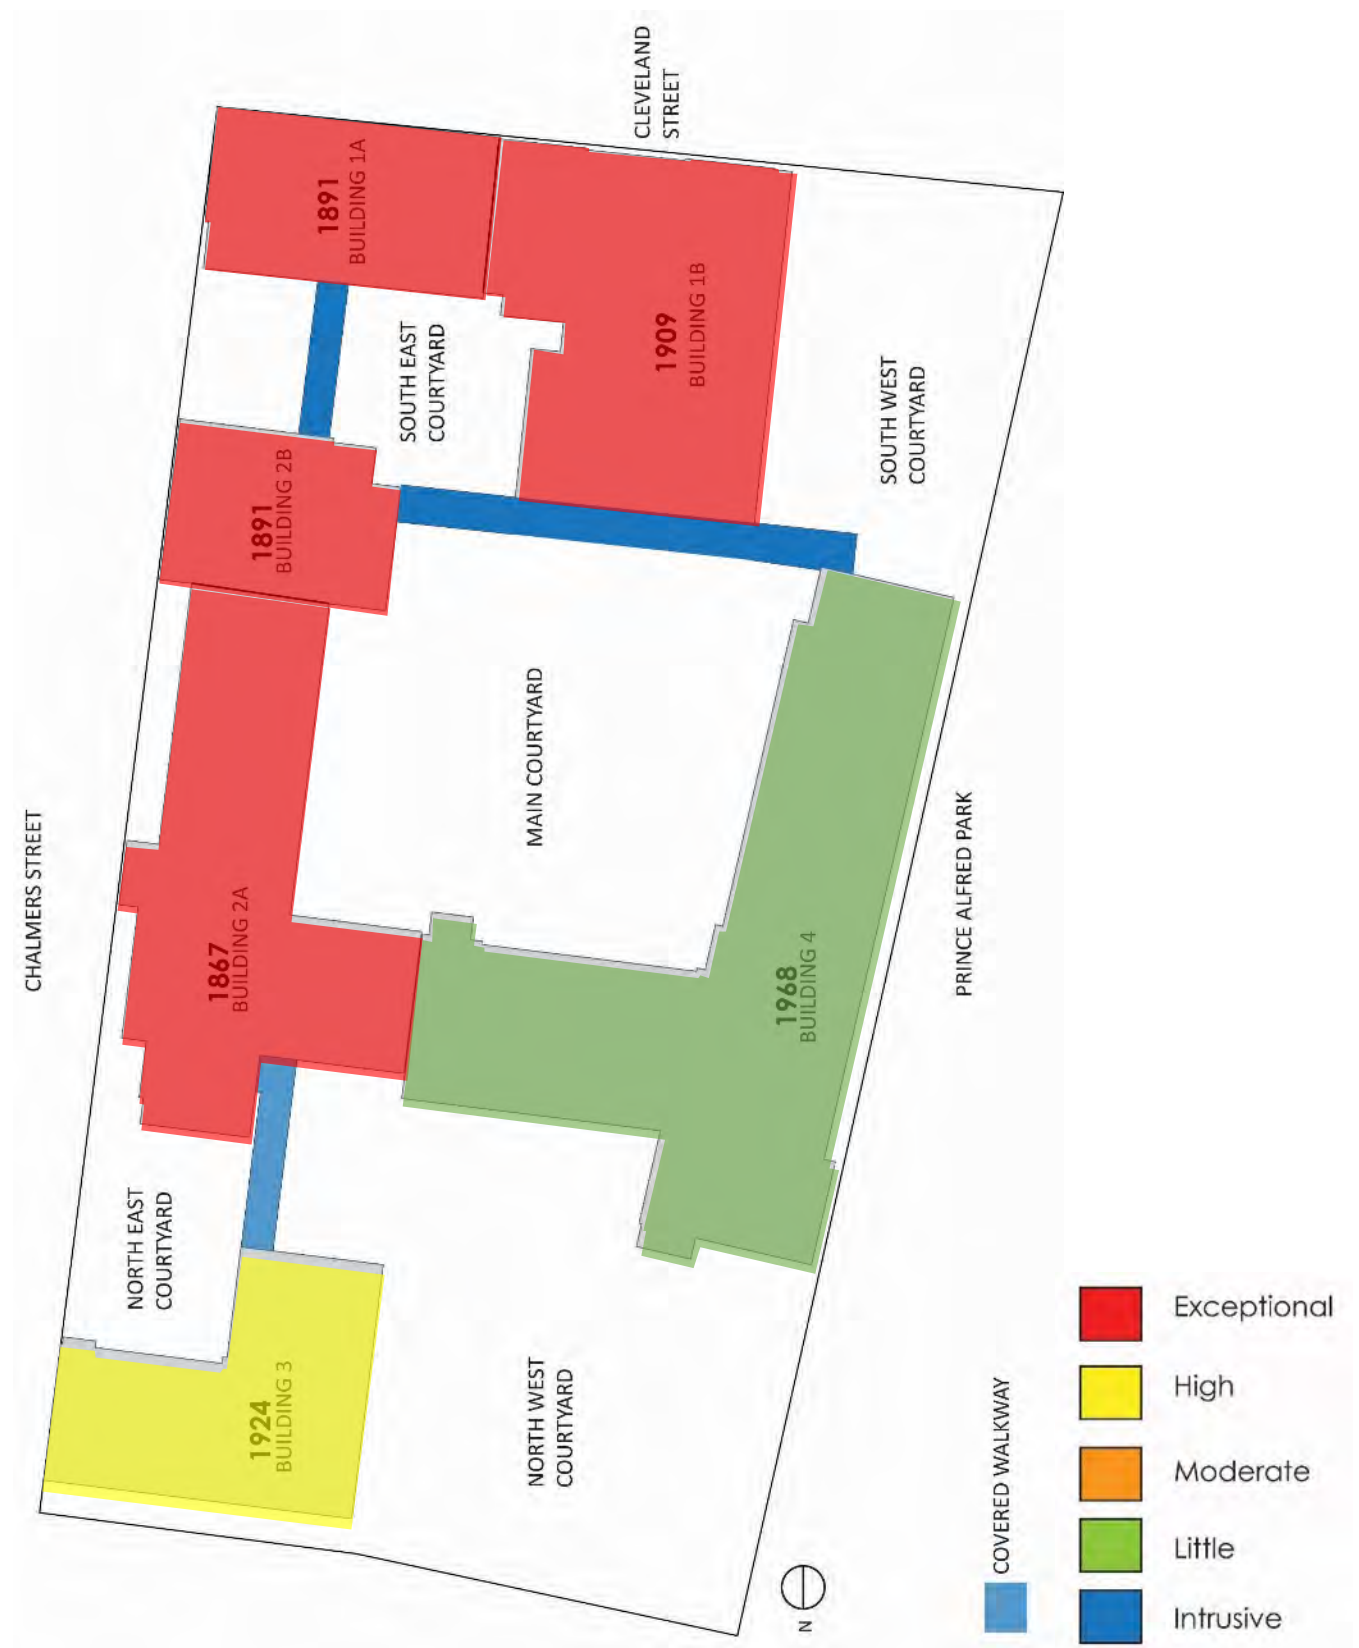 CLEVELAND
STREET
1891
BUILDING 1A
1909
BUILDING 1B
SOUTH EAST
COURTYARD
SOUTH WEST
COURTYARD
1891
BUILDING 2B
MAIN COURTYARD
CHALMERS STREET
PRINCE ALFRED PARK
1867
BUILDING 2A
1968
BUILDING 4
NORTH EAST
COURTYARD
1924
BUILDING 3
NORTH WEST
COURTYARD
N
COVERED WALKWAY
Exceptional
High
Moderate
Little
Intrusive